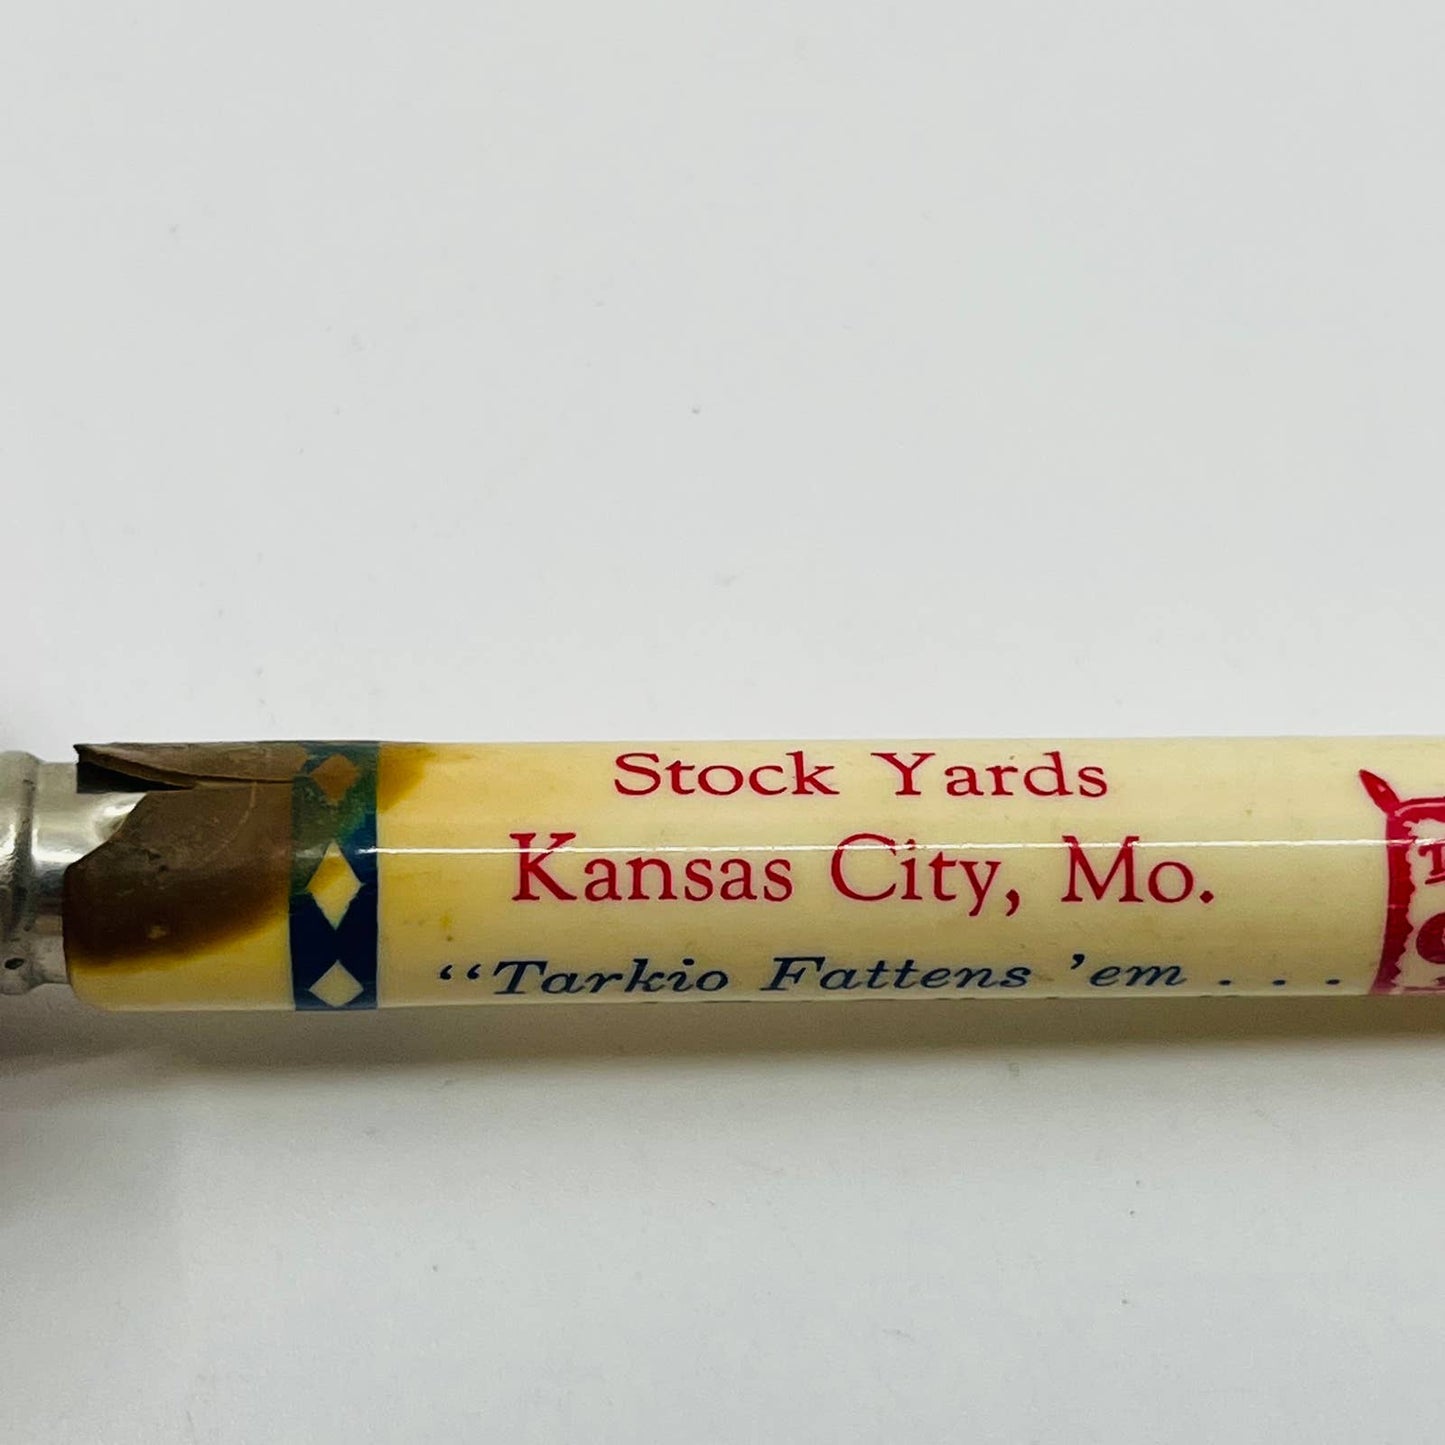 Stock Yards
Kansas City, Mo.
“Tarkio Fattens ’em . . .